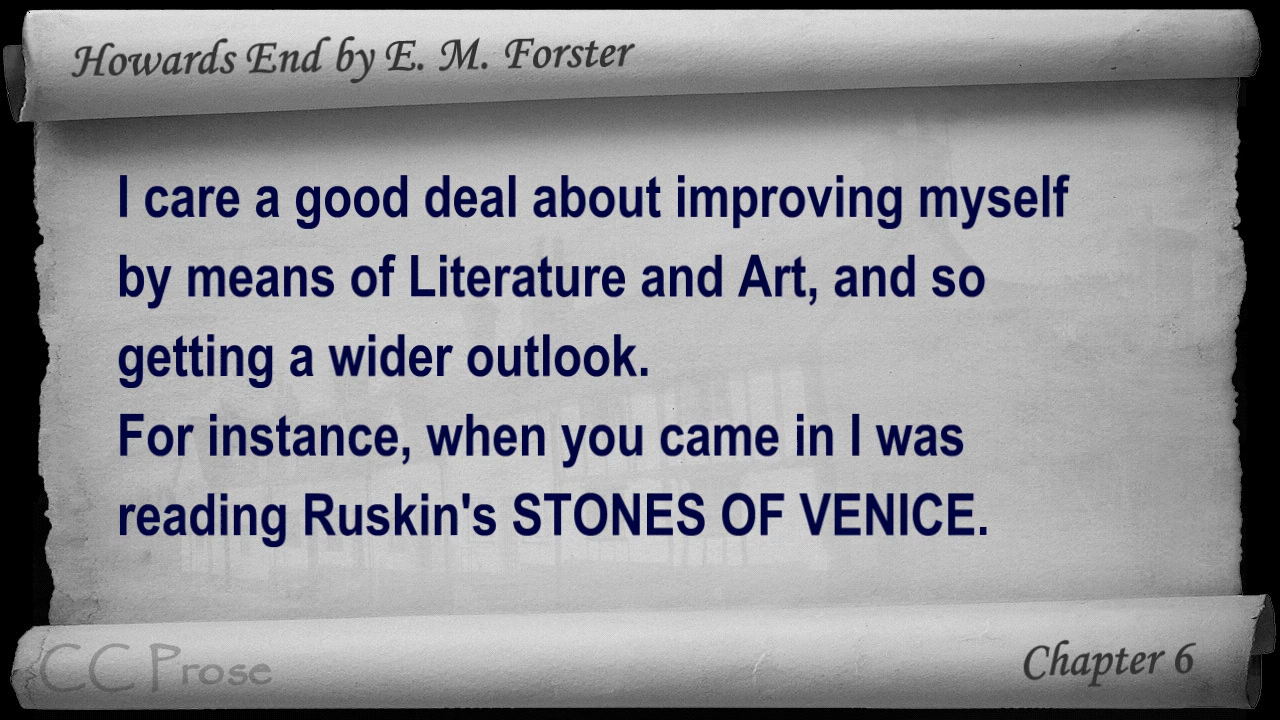 Howards End by E. M. Forster
I care a good deal about improving myself
by means of Literature and Art, and so
getting a wider outlook.
For instance, when you came in I was
reading Ruskin's STONES OF VENICE.
CC Prose
Chapter 6